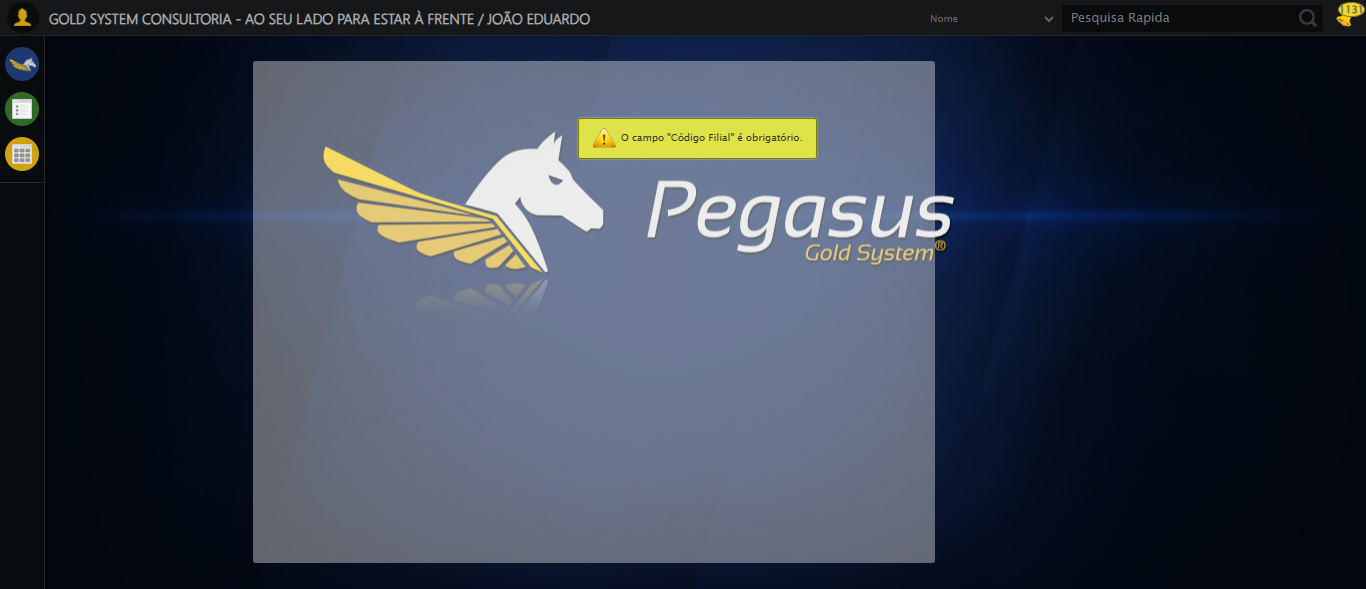 GOLD SYSTEM CONSULTORIA - AO SEU LADO PARA ESTAR À FRENTE / JOÃO EDUARDO
Nome
Pesquisa Rapida
113
O campo "Código Filial" é obrigatório.
Pegasus
Gold System®